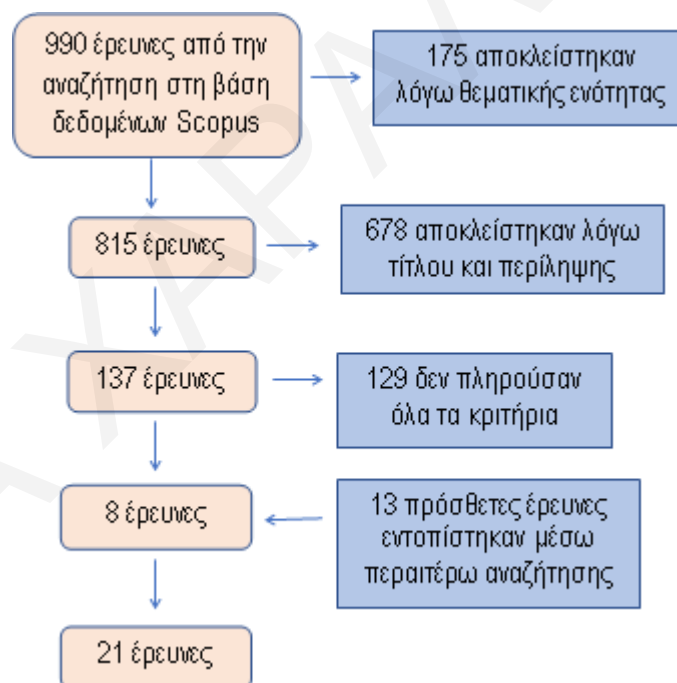 990 έρευνες από την
αναζήτηση στη βάση
δεδομένων Scopus
175 αποκλείστηκαν
λόγω θεματικής ενότητας
815 έρευνες
678 αποκλείστηκαν λόγω
τίτλου και περίληψης
137 έρευνες
129 δεν πληρούσαν
όλα τα κριτήρια
8 έρευνες
13 πρόσθετες έρευνες
εντοπίστηκαν μέσω
περαιτέρω αναζήτησης
21 έρευνες